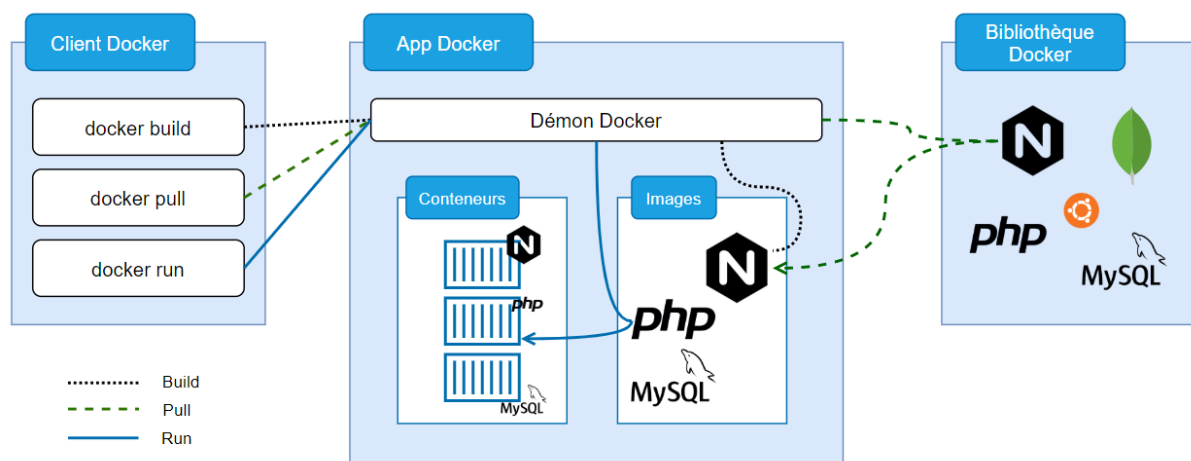 Client Docker
docker build
docker pull
docker run
App Docker
Démon Docker
Conteneurs
N
php
MySQL
Images
N
php
MySQL
Bibliothèque
Docker
N
php
MySQL
Build
Pull
Run